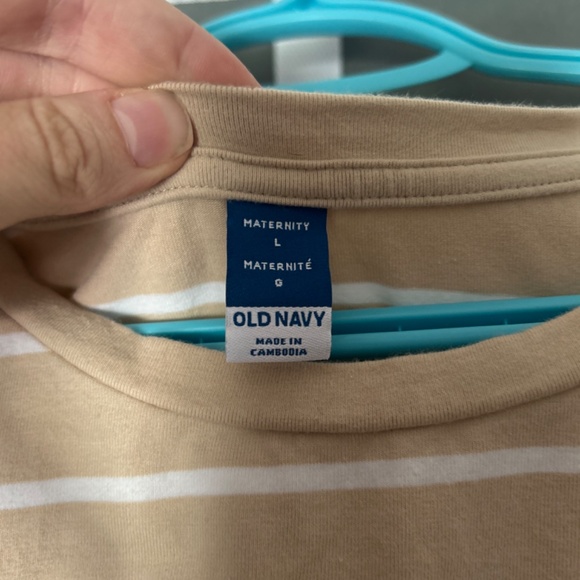 MATERNITY
L
MATERNITÉ
G
OLD NAVY
MADE IN
CAMBODIA